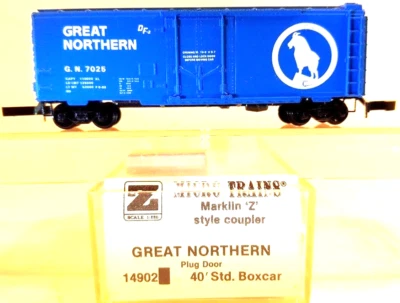 GREAT
NORTHERN
DF
G.N. 7025
Z
SCALE 1:220
MICRO TRAINS®
Marklin 'Z'
style coupler
GREAT NORTHERN
Plug Door
14902
40' Std. Boxcar